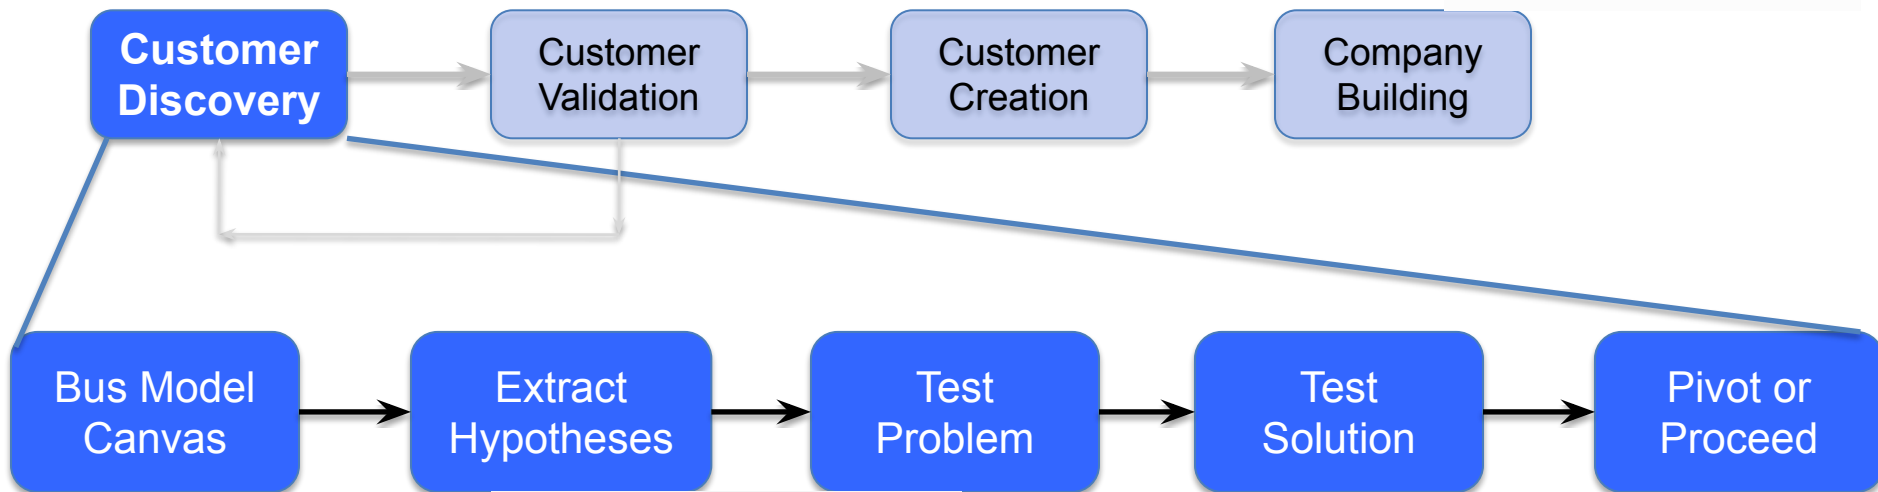 Customer
Discovery
Customer
Validation
Customer
Creation
Company
Building
Bus Model
Canvas
Extract
Hypotheses
Test
Problem
Test
Solution
Pivot or
Proceed